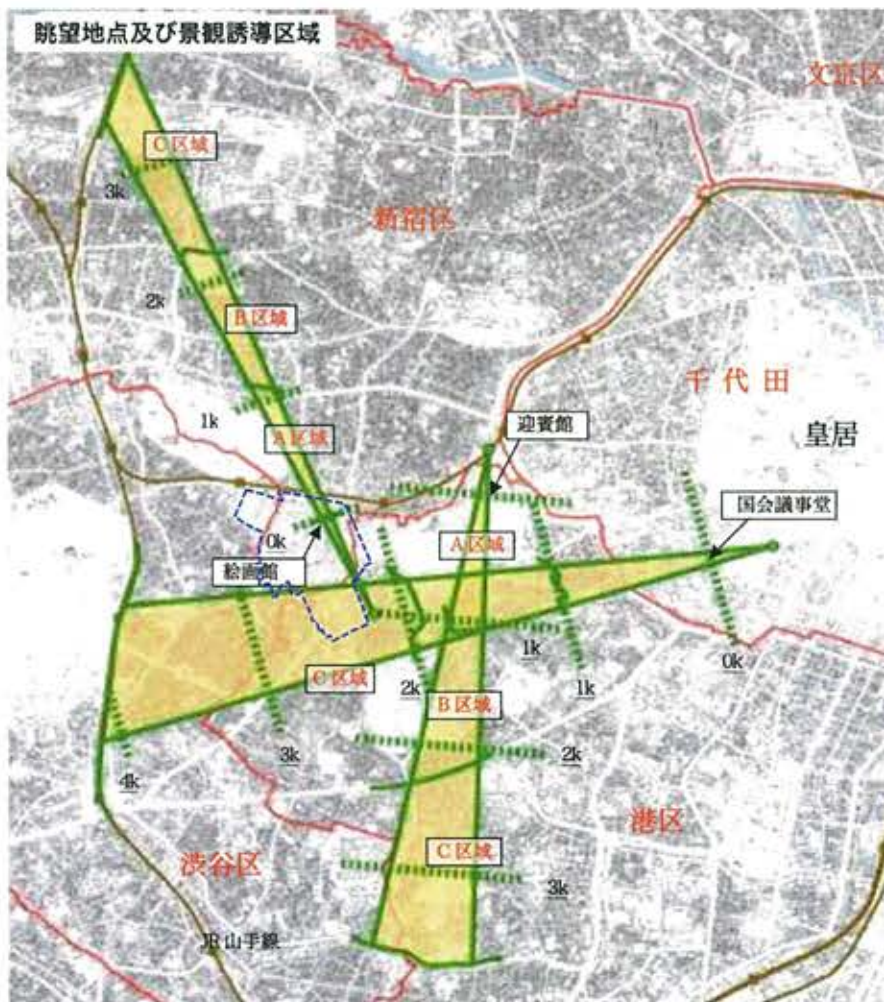 眺望地点及び景観誘導区域
文京区
C区域
3k
新宿区
2k
B区域
千代田
1k
迎賓館
皇居
A区域
国会議事堂
A区域
0k
絵画館
1k
0k
C区域
2k
1k
B区域
3k
2k
4k
港区
C区域
渋谷区
3k
JR山手線